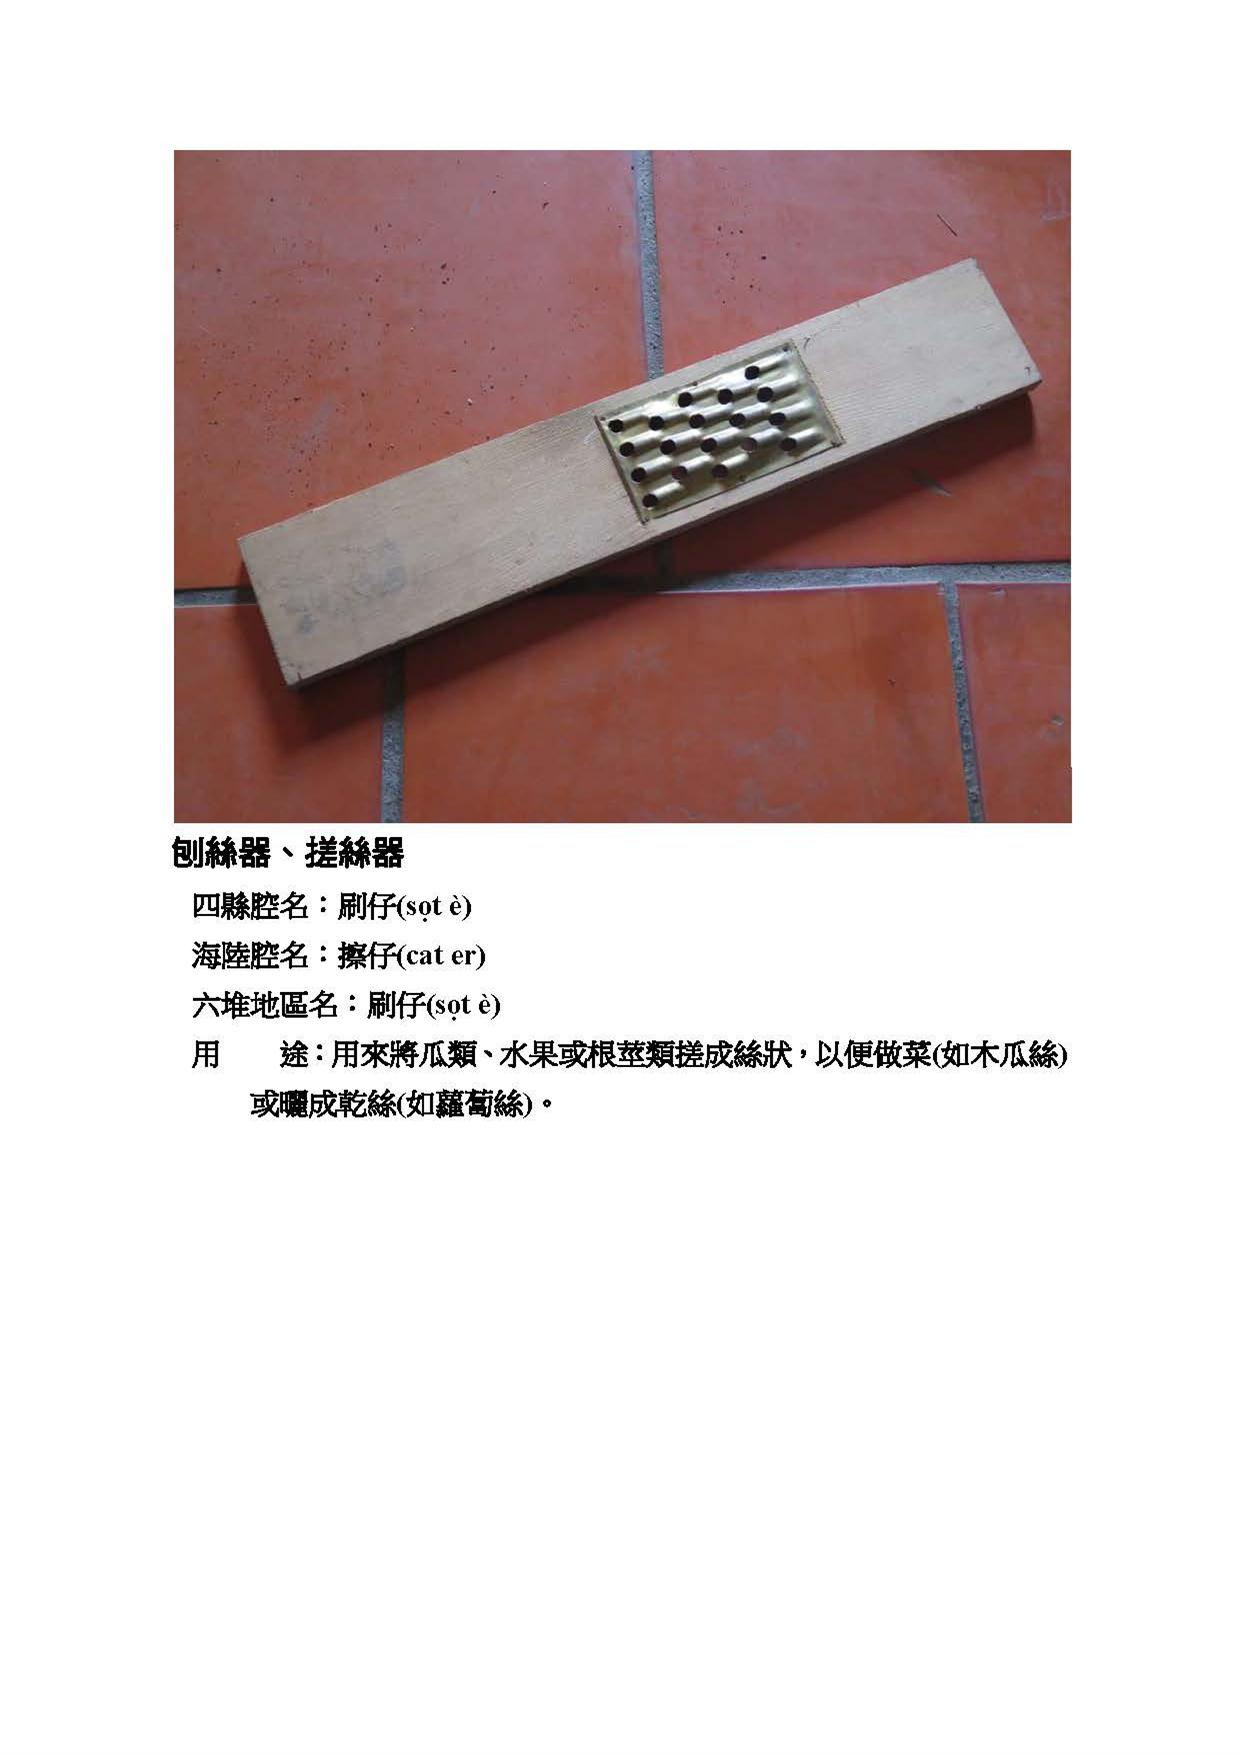 刨絲器、搓絲器
四縣腔名：刷仔(sọt è)
海陸腔名：擦仔(cat er)
六堆地區名：刷仔(sọt è)
用　　途：用來將瓜類、水果或根莖類搓成絲狀，以便做菜(如木瓜絲)
或曬成乾絲(如蘿蔔絲)。